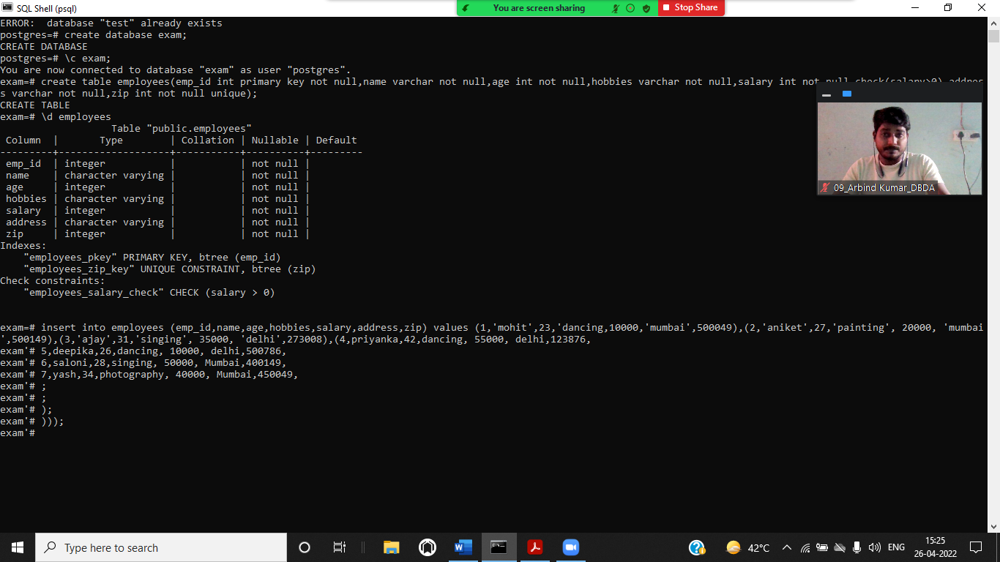 SQL Shell (psql)
You are screen sharing
Stop Share
ERROR:  database "test" already exists
postgres=# create database exam;
CREATE DATABASE
postgres=# \c exam;
You are now connected to database "exam" as user "postgres".
exam=# create table employees(emp_id int primary key not null,name varchar not null,age int not null,hobbies varchar not null,salary int not null check(salary>0),addres
s varchar not null,zip int not null unique);
CREATE TABLE
exam=# \d employees
Table "public.employees"
Column | Type | Collation | Nullable | Default
---------+-------------------+-----------+----------+---------
emp_id | integer | | not null |
name | character varying | | not null |
age | integer | | not null |
hobbies | character varying | | not null |
salary | integer | | not null |
address | character varying | | not null |
zip | integer | | not null |
Indexes:
"employees_pkey" PRIMARY KEY, btree (emp_id)
"employees_zip_key" UNIQUE CONSTRAINT, btree (zip)
Check constraints:
"employees_salary_check" CHECK (salary > 0)
exam=# insert into employees (emp_id,name,age,hobbies,salary,address,zip) values (1,'mohit',23,'dancing,10000,'mumbai',500049),(2,'aniket',27,'painting', 20000, 'mumbai
',500149),(3,'ajay',31,'singing', 35000, 'delhi',273008),(4,priyanka,42,dancing, 55000, delhi,123876,
exam'# 5,deepika,26,dancing, 10000, delhi,500786,
exam'# 6,saloni,28,singing, 50000, Mumbai,400149,
exam'# 7,yash,34,photography, 40000, Mumbai,450049,
exam'# ;
exam'# ;
exam'# );
exam'# )));
exam'#
09_Arbind Kumar_DBDA
Type here to search
42°C
ENG
15:25
26-04-2022